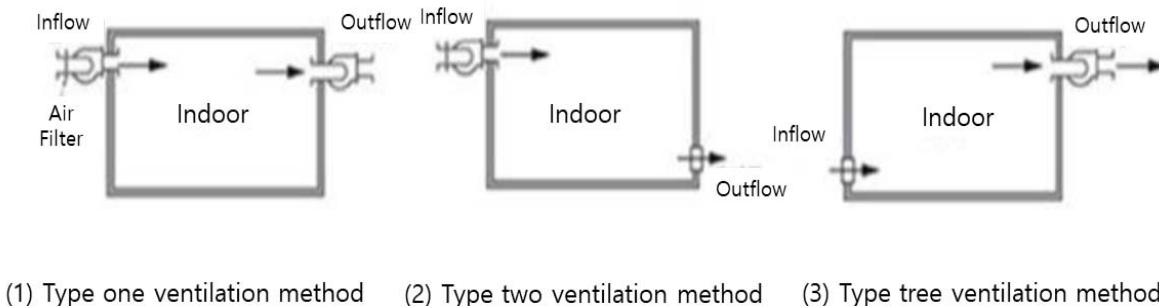 Inflow
Outflow
Air
Filter
Indoor
Inflow
Indoor
Outflow
Outflow
Inflow
Indoor
(1) Type one ventilation method
(2) Type two ventilation method
(3) Type tree ventilation method